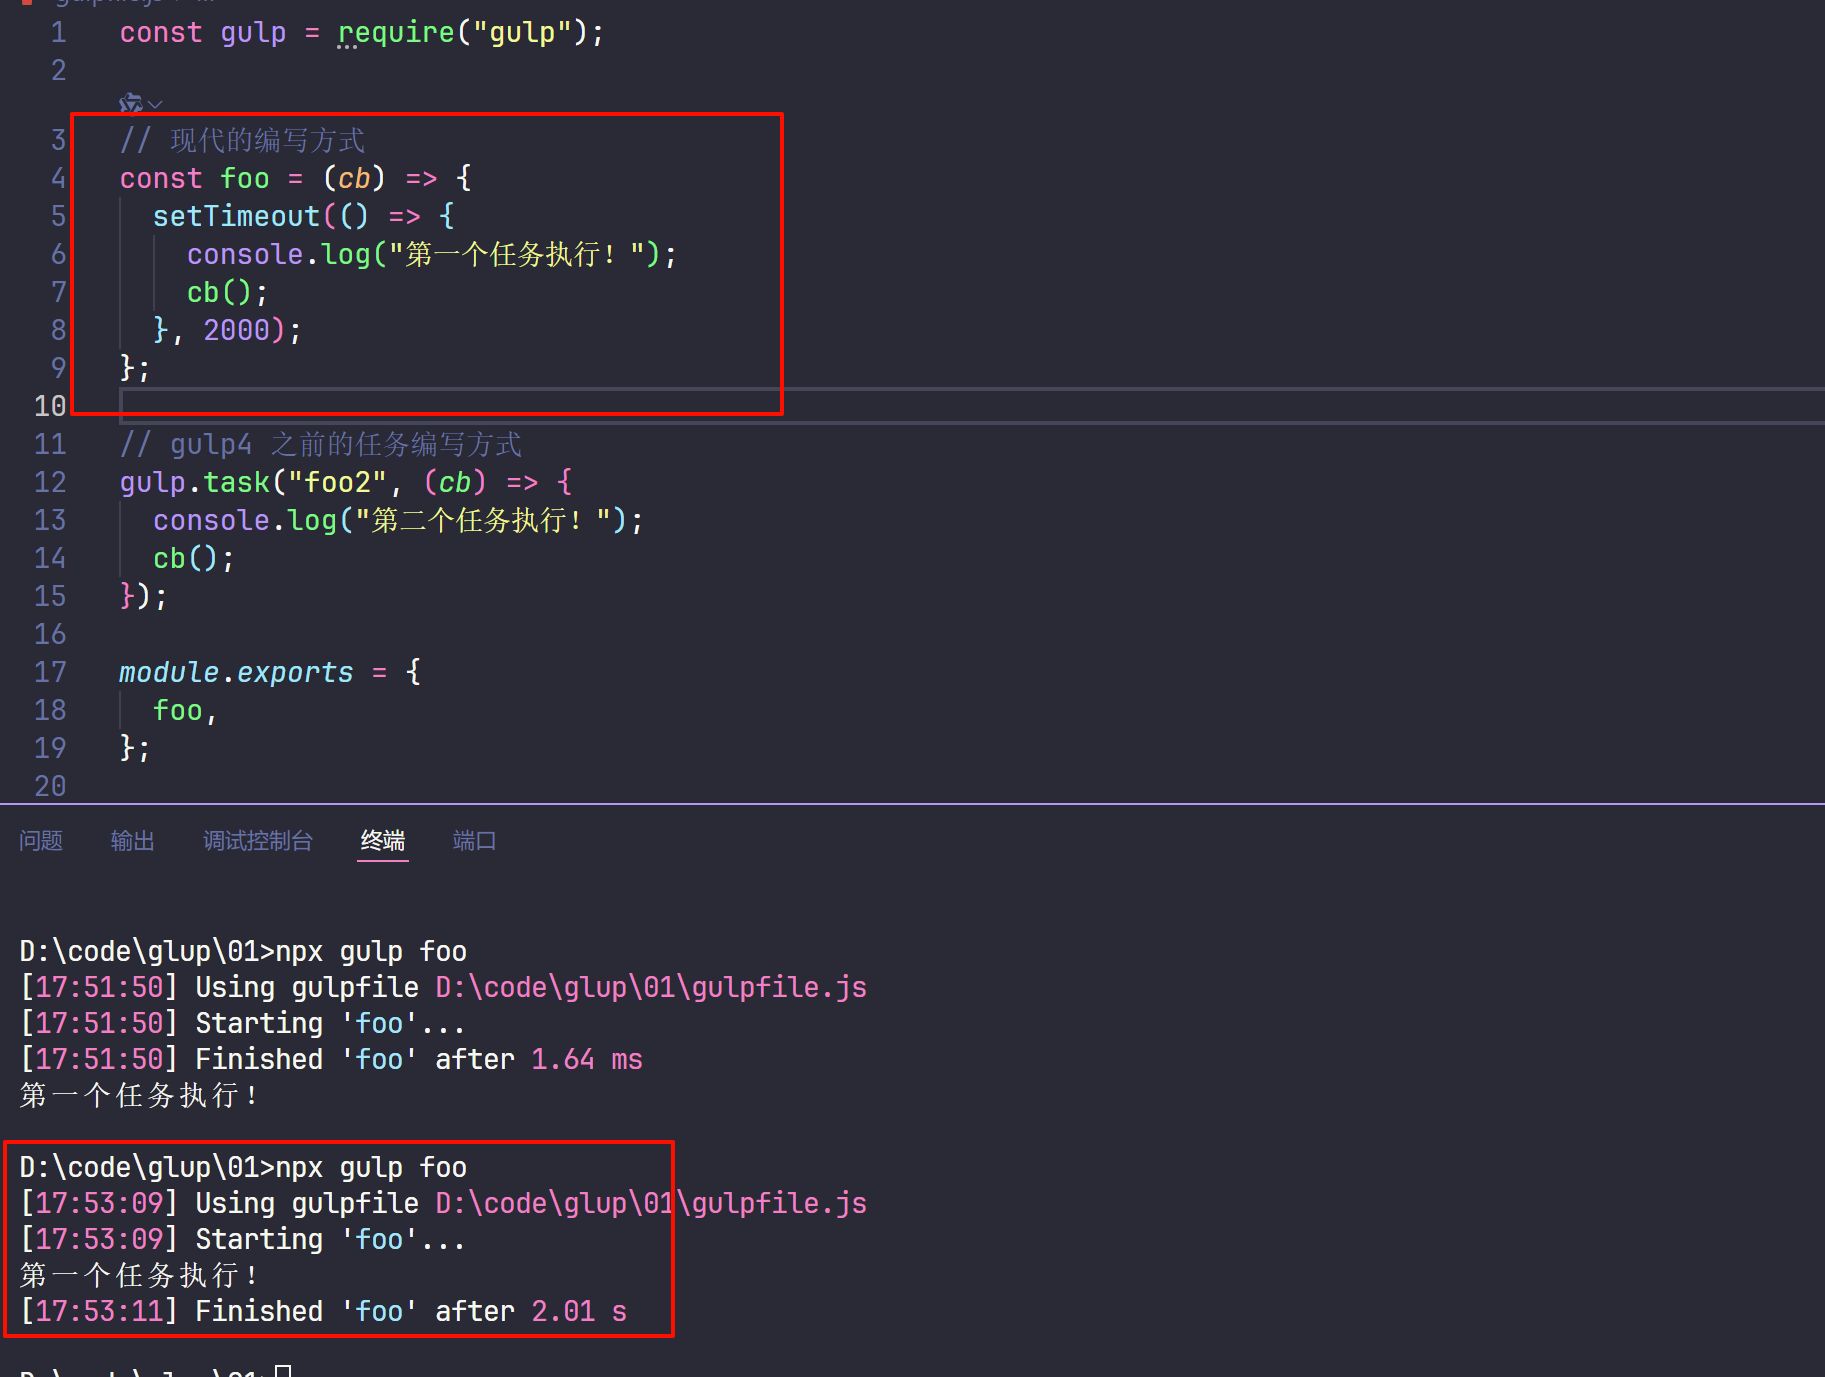 1 const gulp = require("gulp");
2
3 // 现代的编写方式
4 const foo = (cb) => {
5 setTimeout(() => {
6 console.log("第一个任务执行! ");
7 cb();
8 }, 2000);
9 };
10
11 // gulp4 之前的任务编写方式
12 gulp.task("foo2", (cb) => {
13 console.log("第二个任务执行! ");
14 cb();
15 });
16
17 module.exports = {
18 foo,
19 };
20
问题 输出 调试控制台 终端 端口
D:\code\glup\01>npx gulp foo
[17:51:50] Using gulpfile D:\code\glup\01\gulpfile.js
[17:51:50] Starting 'foo'...
[17:51:50] Finished 'foo' after 1.64 ms
第一个任务执行!
D:\code\glup\01>npx gulp foo
[17:53:09] Using gulpfile D:\code\glup\01\gulpfile.js
[17:53:09] Starting 'foo'...
第一个任务执行!
[17:53:11] Finished 'foo' after 2.01 s